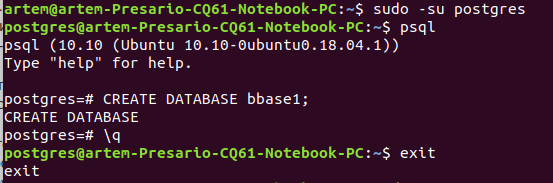 artem@artem-Presario-CQ61-Notebook-PC:~$ sudo -su postgres
postgres@artem-Presario-CQ61-Notebook-PC:~$ psql
psql (10.10 (Ubuntu 10.10-0ubuntu0.18.04.1))
Type "help" for help.

postgres=# CREATE DATABASE bbase1;
CREATE DATABASE
postgres=# \q
postgres@artem-Presario-CQ61-Notebook-PC:~$ exit
exit